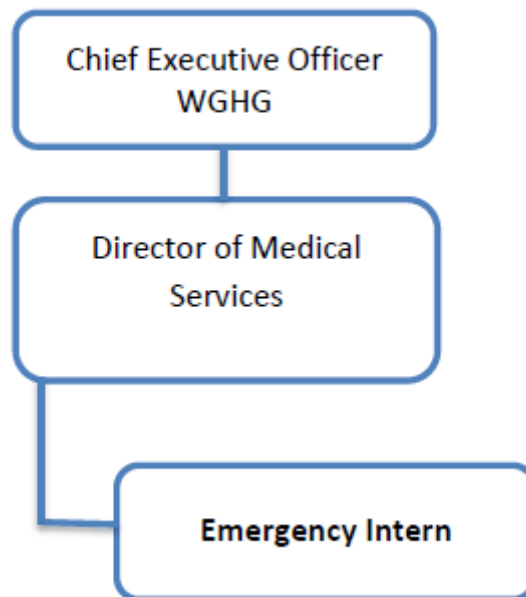 Chief Executive Officer
WGHG
Director of Medical
Services
Emergency Intern